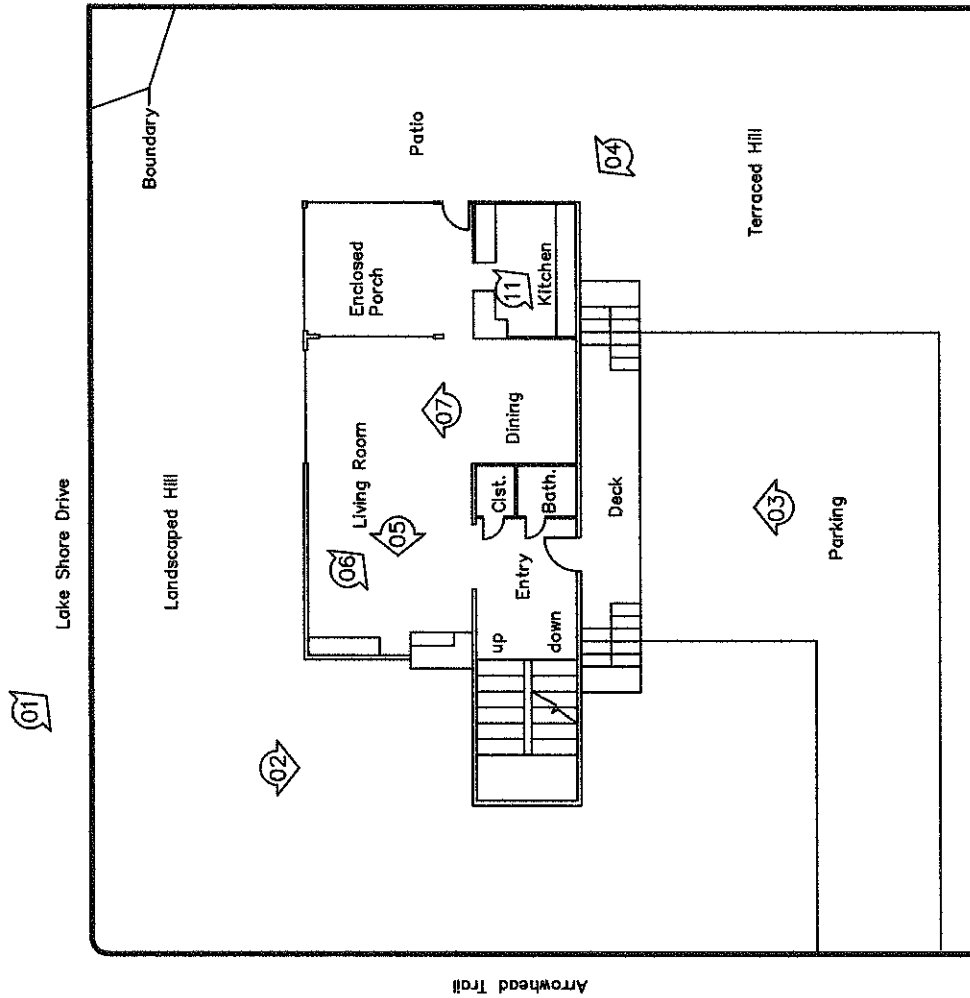 Lake Shore Drive
01
Landscaped Hill
Boundary
02
Living Room
06
05
07
Enclosed
Porch
Patio
Entry
up
down
Clst.
Bath.
Dining
11
Kitchen
04
Deck
03
Parking
Terraced Hill
Arrowhead Trail